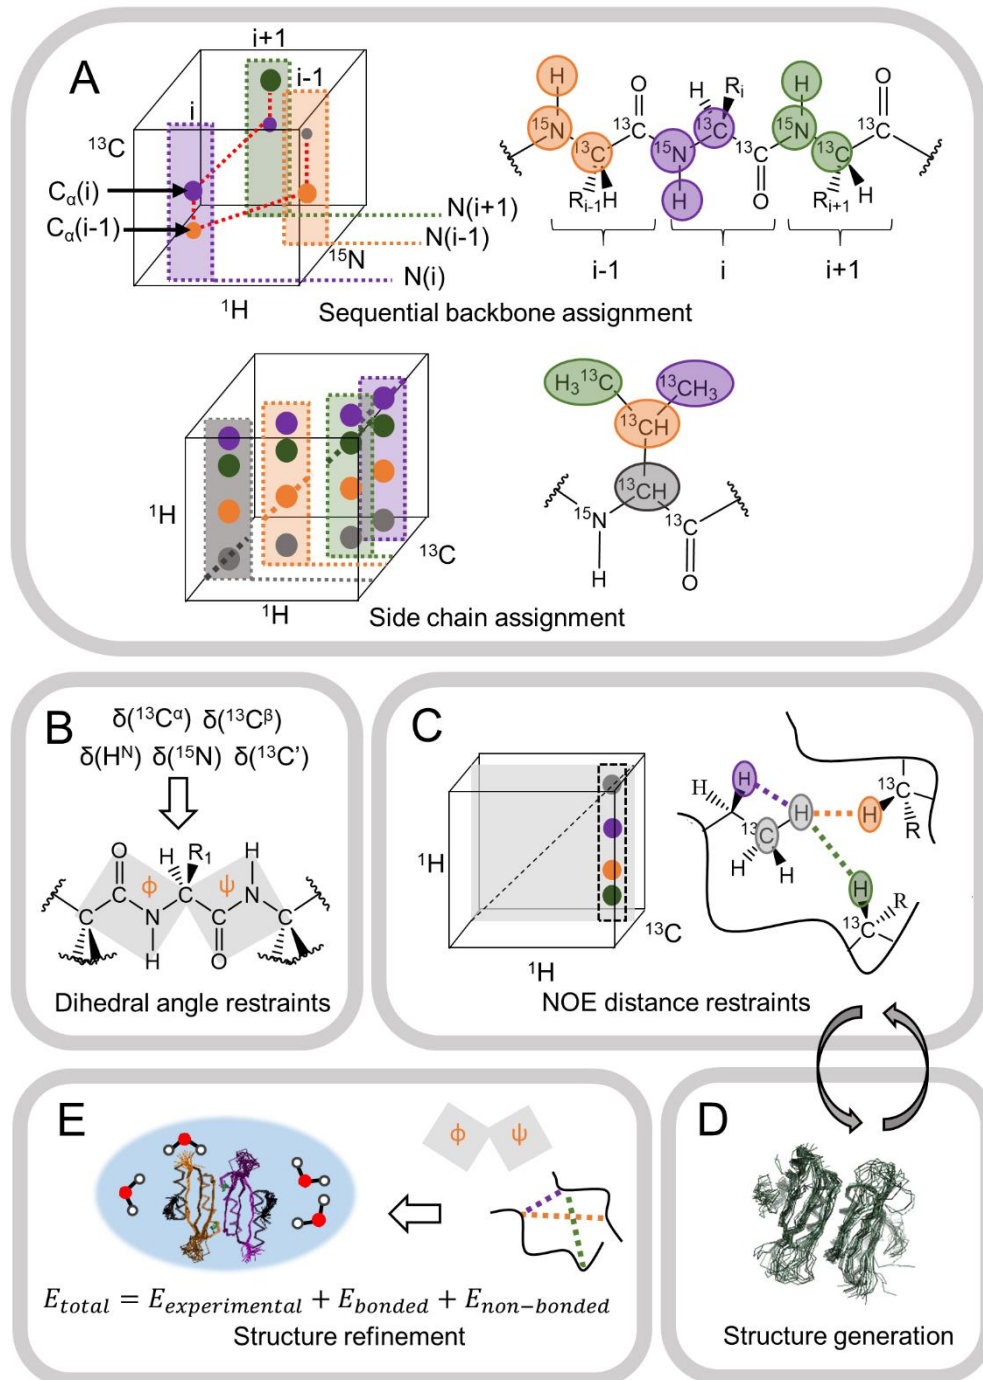 A
i+1
i-1
i
¹³C
Cα(i)
Cα(i-1)
N(i+1)
N(i-1)
¹⁵N
N(i)
¹H
H
¹⁵N
¹³C
Ri-1
H
¹³C
O
¹⁵N
H
H
Ri
¹³C
¹³C
O
H
¹⁵N
¹³C
Ri+1
H
¹³C
O
i-1
i
i+1
Sequential backbone assignment
¹H
¹³C
¹H
H₃¹³C
¹³CH₃
¹³CH
¹³CH
¹⁵N
H
¹³C
O
Side chain assignment
B
δ(¹³Cᵅ) δ(¹³Cᵝ)
δ(Hᴺ) δ(¹⁵N) δ(¹³C')
O
H
R₁
H
C
C
ϕ
ψ
N
C
C
N
C
H
O
Dihedral angle restraints
C
¹H
¹³C
¹H
H
H
¹³C
H
H
H
H
¹³C
R
H
R
¹³C
NOE distance restraints
E
ϕ
ψ
E_total = E_experimental + E_bonded + E_non−bonded
Structure refinement
D
Structure generation